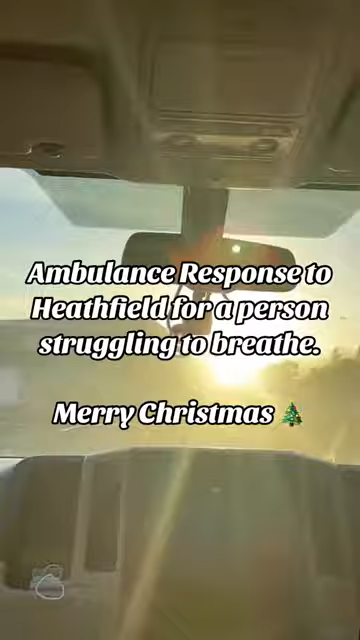 Ambulance Response to
Heathfield for a person
struggling to breathe.
Merry Christmas 🎄